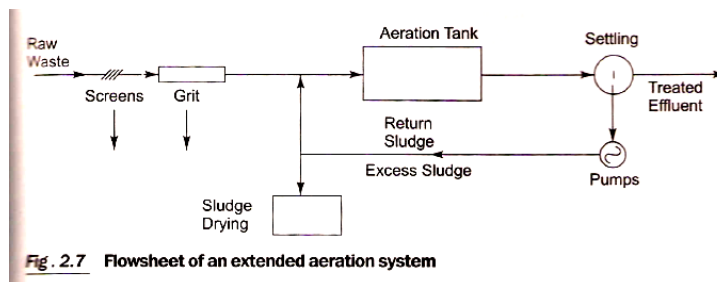 Raw
Waste
Screens
Grit
Aeration Tank
Settling
Treated
Effluent
Return
Sludge
Excess Sludge
Pumps
Sludge
Drying
Fig. 2.7 Flowsheet of an extended aeration system